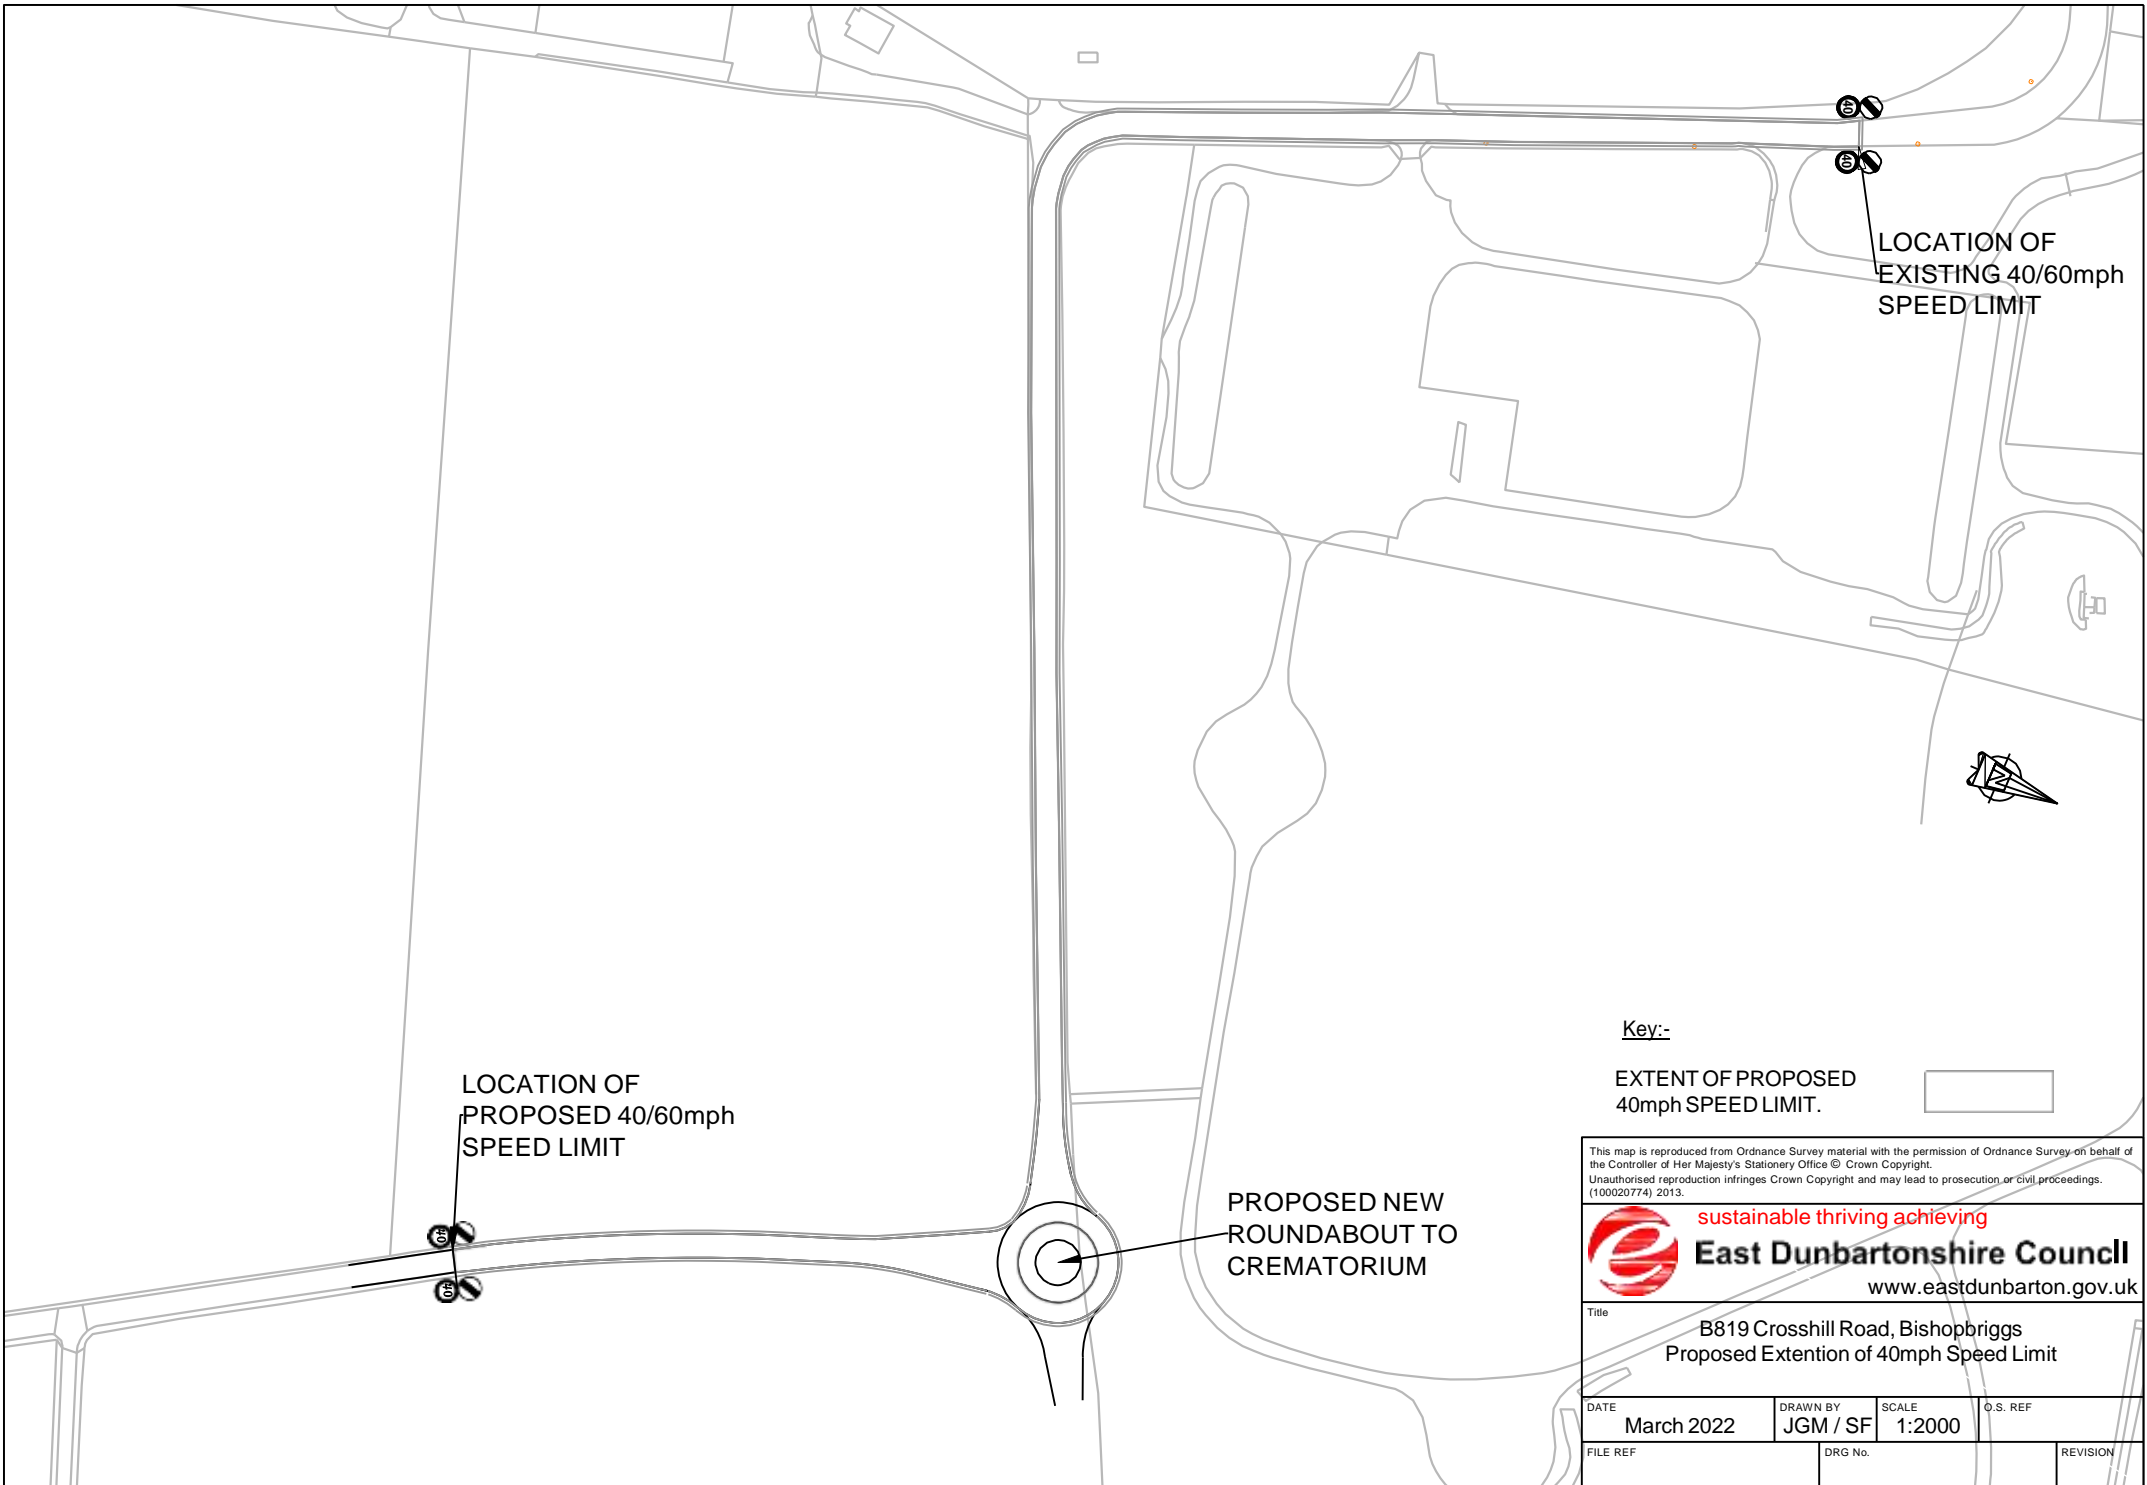 40
40
LOCATION OF
EXISTING 40/60mph
SPEED LIMIT
N
Key:-
EXTENT OF PROPOSED
40mph SPEED LIMIT.
LOCATION OF
PROPOSED 40/60mph
SPEED LIMIT
40
40
PROPOSED NEW
ROUNDABOUT TO
CREMATORIUM
This map is reproduced from Ordnance Survey material with the permission of Ordnance Survey on behalf of
the Controller of Her Majesty's Stationery Office © Crown Copyright.
Unauthorised reproduction infringes Crown Copyright and may lead to prosecution or civil proceedings.
(100020774) 2013.
sustainable thriving achieving
East Dunbartonshire Council
www.eastdunbarton.gov.uk
Title
B819 Crosshill Road, Bishopbriggs
Proposed Extention of 40mph Speed Limit
DATE
March 2022
DRAWN BY
JGM / SF
SCALE
1:2000
O.S. REF
FILE REF
DRG No.
REVISION